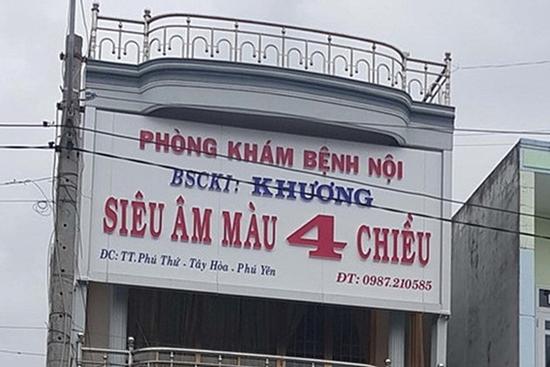 PHÒNG KHÁM BỆNH NỘI
BSCKI: KHƯƠNG
SIÊU ÂM MÀU 4 CHIỀU
ĐC: TT. Phú Thứ - Tây Hòa - Phú Yên
ĐT: 0987.210585